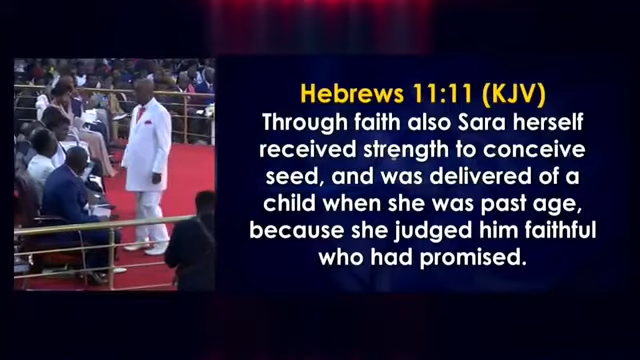 Hebrews 11:11 (KJV)
Through faith also Sara herself
received strength to conceive
seed, and was delivered of a
child when she was past age,
because she judged him faithful
who had promised.